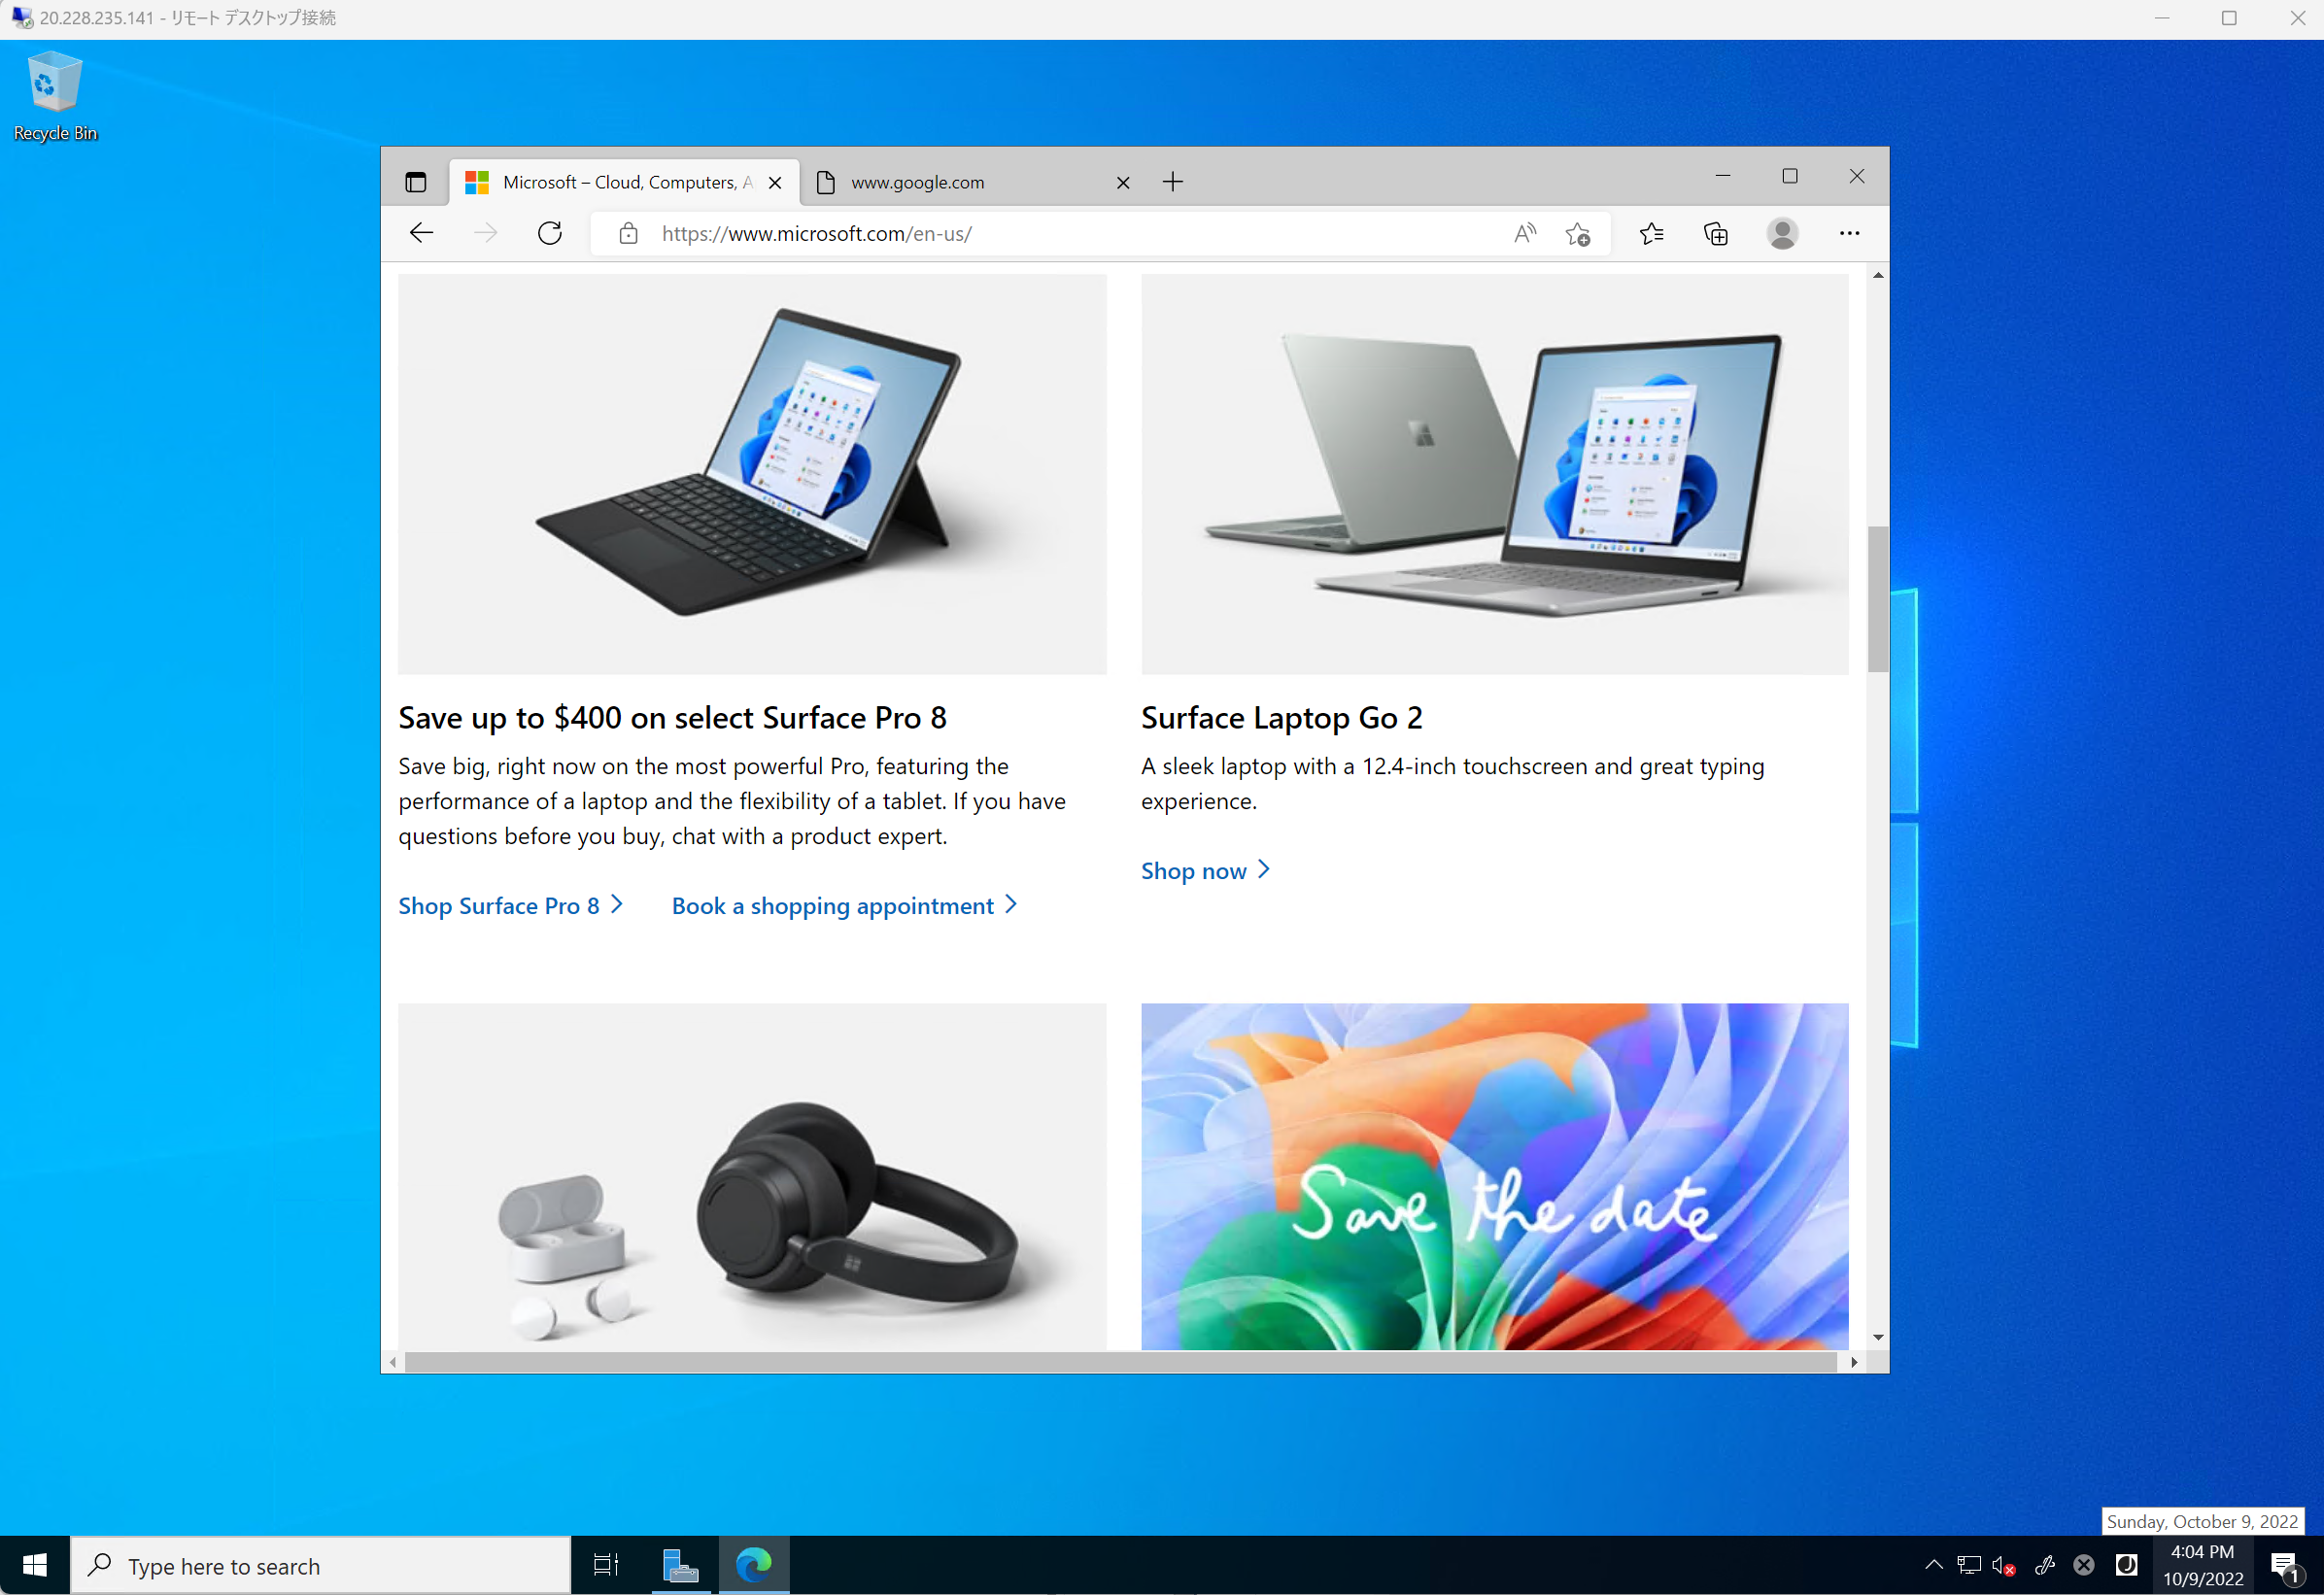 20.228.235.141 - リモート デスクトップ接続
Recycle Bin
Microsoft – Cloud, Computers, A
www.google.com
https://www.microsoft.com/en-us/
Save up to $400 on select Surface Pro 8
Save big, right now on the most powerful Pro, featuring the
performance of a laptop and the flexibility of a tablet. If you have
questions before you buy, chat with a product expert.
Shop Surface Pro 8
Book a shopping appointment
Surface Laptop Go 2
A sleek laptop with a 12.4-inch touchscreen and great typing
experience.
Shop now
Save the date
Sunday, October 9, 2022
Type here to search
4:04 PM
10/9/2022
1